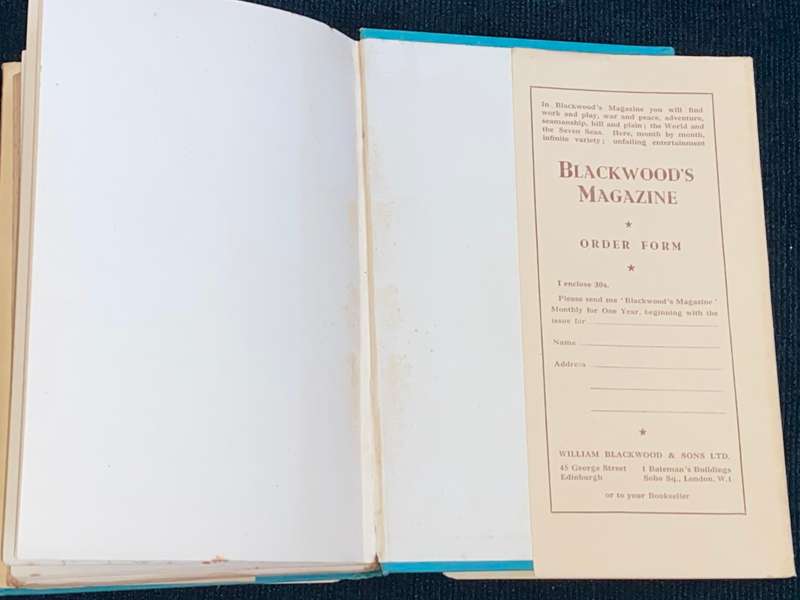 In Blackwood's Magazine you will find
work and play, war and peace, adventure,
seamanship, hill and plain; the World and
the Seven Seas. Here, month by month,
infinite variety; unfailing entertainment
BLACKWOOD'S
MAGAZINE
★
ORDER FORM
★
I enclose 30s.
Please send me 'Blackwood's Magazine'
Monthly for One Year, beginning with the
issue for
Name
Address
★
WILLIAM BLACKWOOD & SONS LTD.
45 George Street 1 Bateman's Buildings
Edinburgh Soho Sq., London, W.1
or to your Bookseller